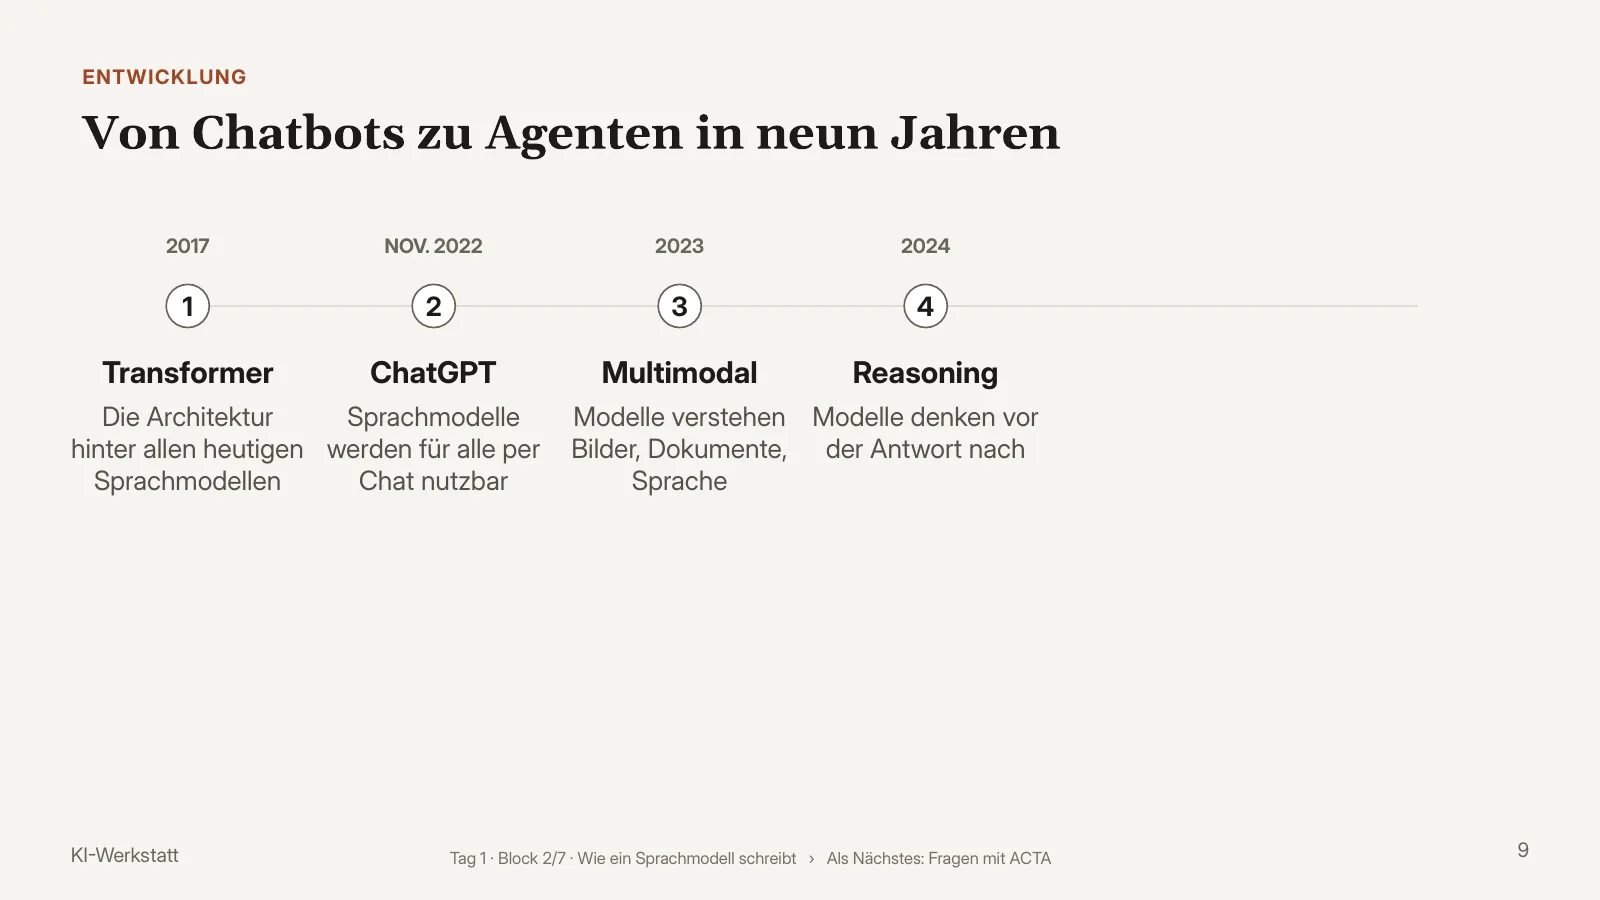 ENTWICKLUNG
Von Chatbots zu Agenten in neun Jahren
2017
NOV. 2022
2023
2024
1
2
3
4
Transformer
Die Architektur
hinter allen heutigen
Sprachmodellen
ChatGPT
Sprachmodelle
werden für alle per
Chat nutzbar
Multimodal
Modelle verstehen
Bilder, Dokumente,
Sprache
Reasoning
Modelle denken vor
der Antwort nach
KI-Werkstatt
Tag 1 · Block 2/7 · Wie ein Sprachmodell schreibt › Als Nächstes: Fragen mit ACTA
9